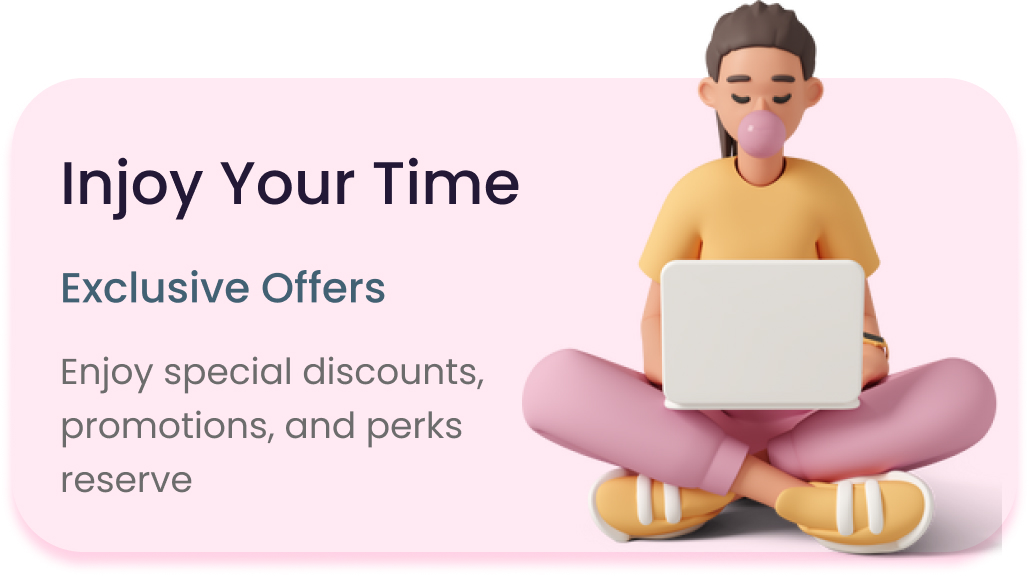 Injoy Your Time
Exclusive Offers
Enjoy special discounts,
promotions, and perks
reserve